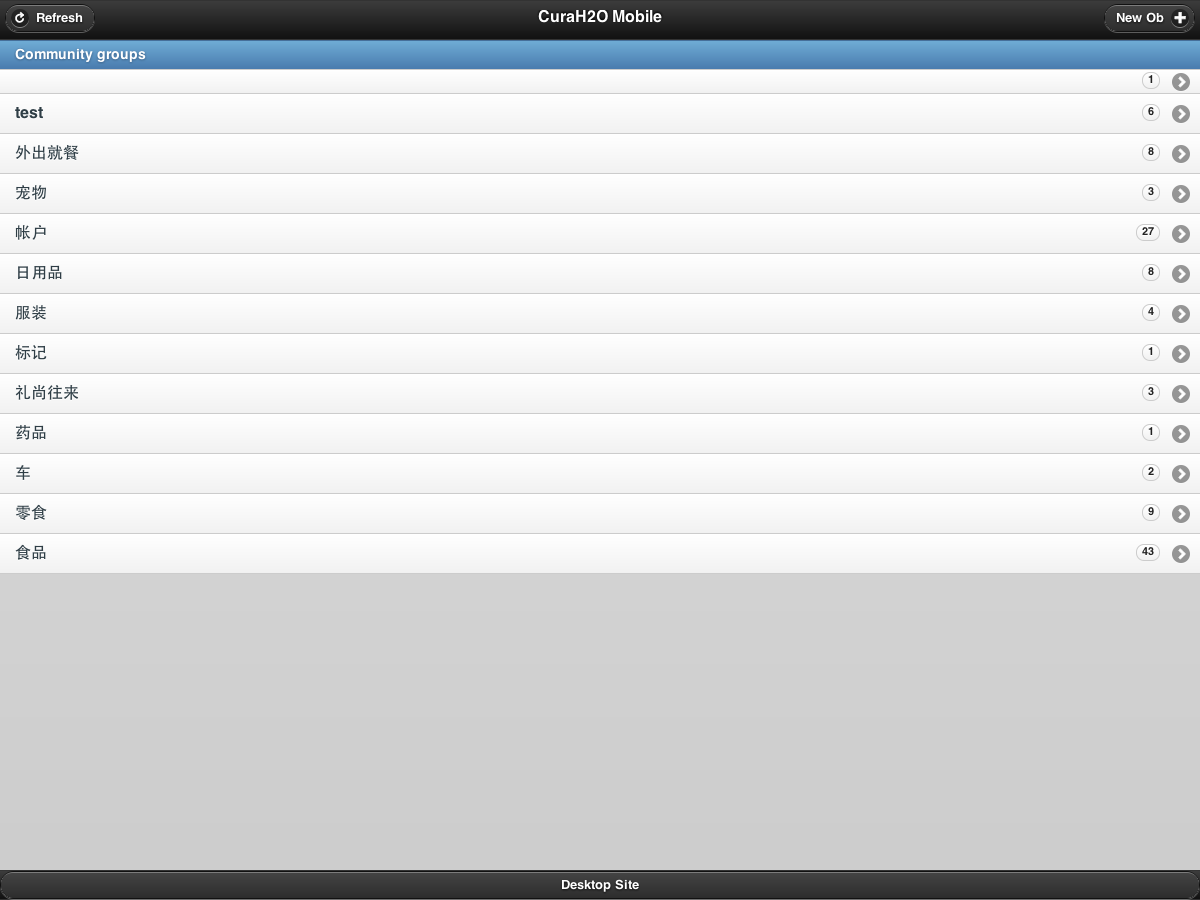 Refresh CuraH2O Mobile New Ob
Community groups
1
test 6
外出就餐 8
宠物 3
帐户 27
日用品 8
服装 4
标记 1
礼尚往来 3
药品 1
车 2
零食 9
食品 43
Desktop Site